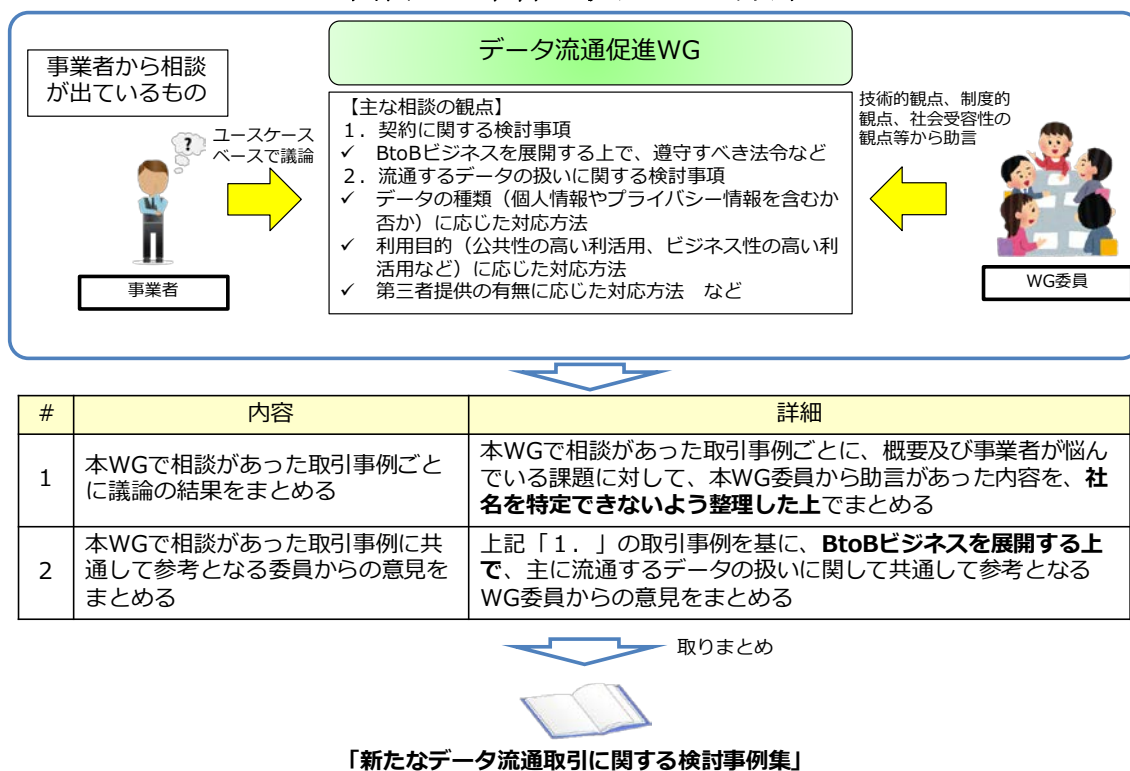 データ流通促進WG
事業者から相談
が出ているもの
?
ユースケース
ベースで議論
事業者
【主な相談の観点】
1．契約に関する検討事項
✓ BtoBビジネスを展開する上で、遵守すべき法令など
2．流通するデータの扱いに関する検討事項
✓ データの種類（個人情報やプライバシー情報を含むか
否か）に応じた対応方法
✓ 利用目的（公共性の高い利活用、ビジネス性の高い利
活用など）に応じた対応方法
✓ 第三者提供の有無に応じた対応方法　など
技術的観点、制度的
観点、社会受容性の
観点等から助言
WG委員
# 内容 詳細
1
本WGで相談があった取引事例ごと
に議論の結果をまとめる
本WGで相談があった取引事例ごとに、概要及び事業者が悩ん
でいる課題に対して、本WG委員から助言があった内容を、社
名を特定できないよう整理した上でまとめる
2
本WGで相談があった取引事例に共
通して参考となる委員からの意見を
まとめる
上記「１．」の取引事例を基に、BtoBビジネスを展開する上
で、主に流通するデータの扱いに関して共通して参考となる
WG委員からの意見をまとめる
取りまとめ
「新たなデータ流通取引に関する検討事例集」